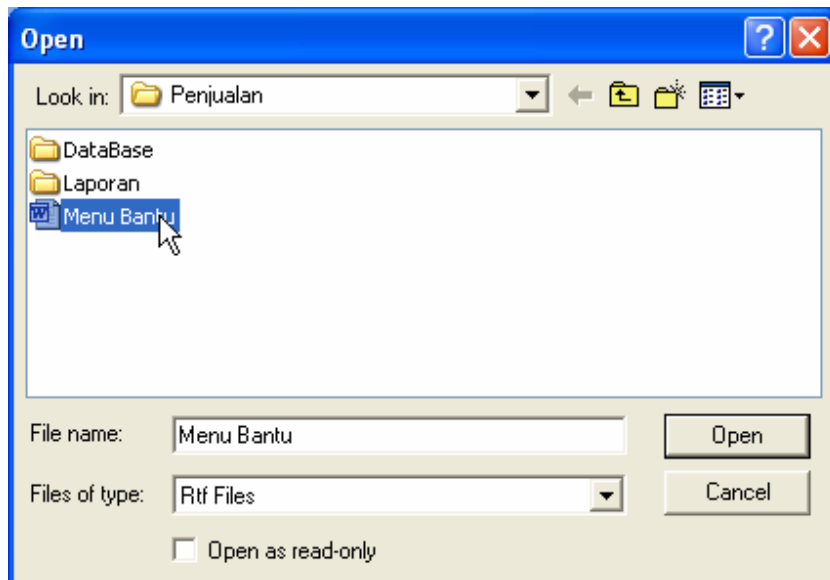 Open
Look in: Penjualan
DataBase
Laporan
Menu Bantu
File name: Menu Bantu Open
Files of type: Rtf Files Cancel
Open as read-only